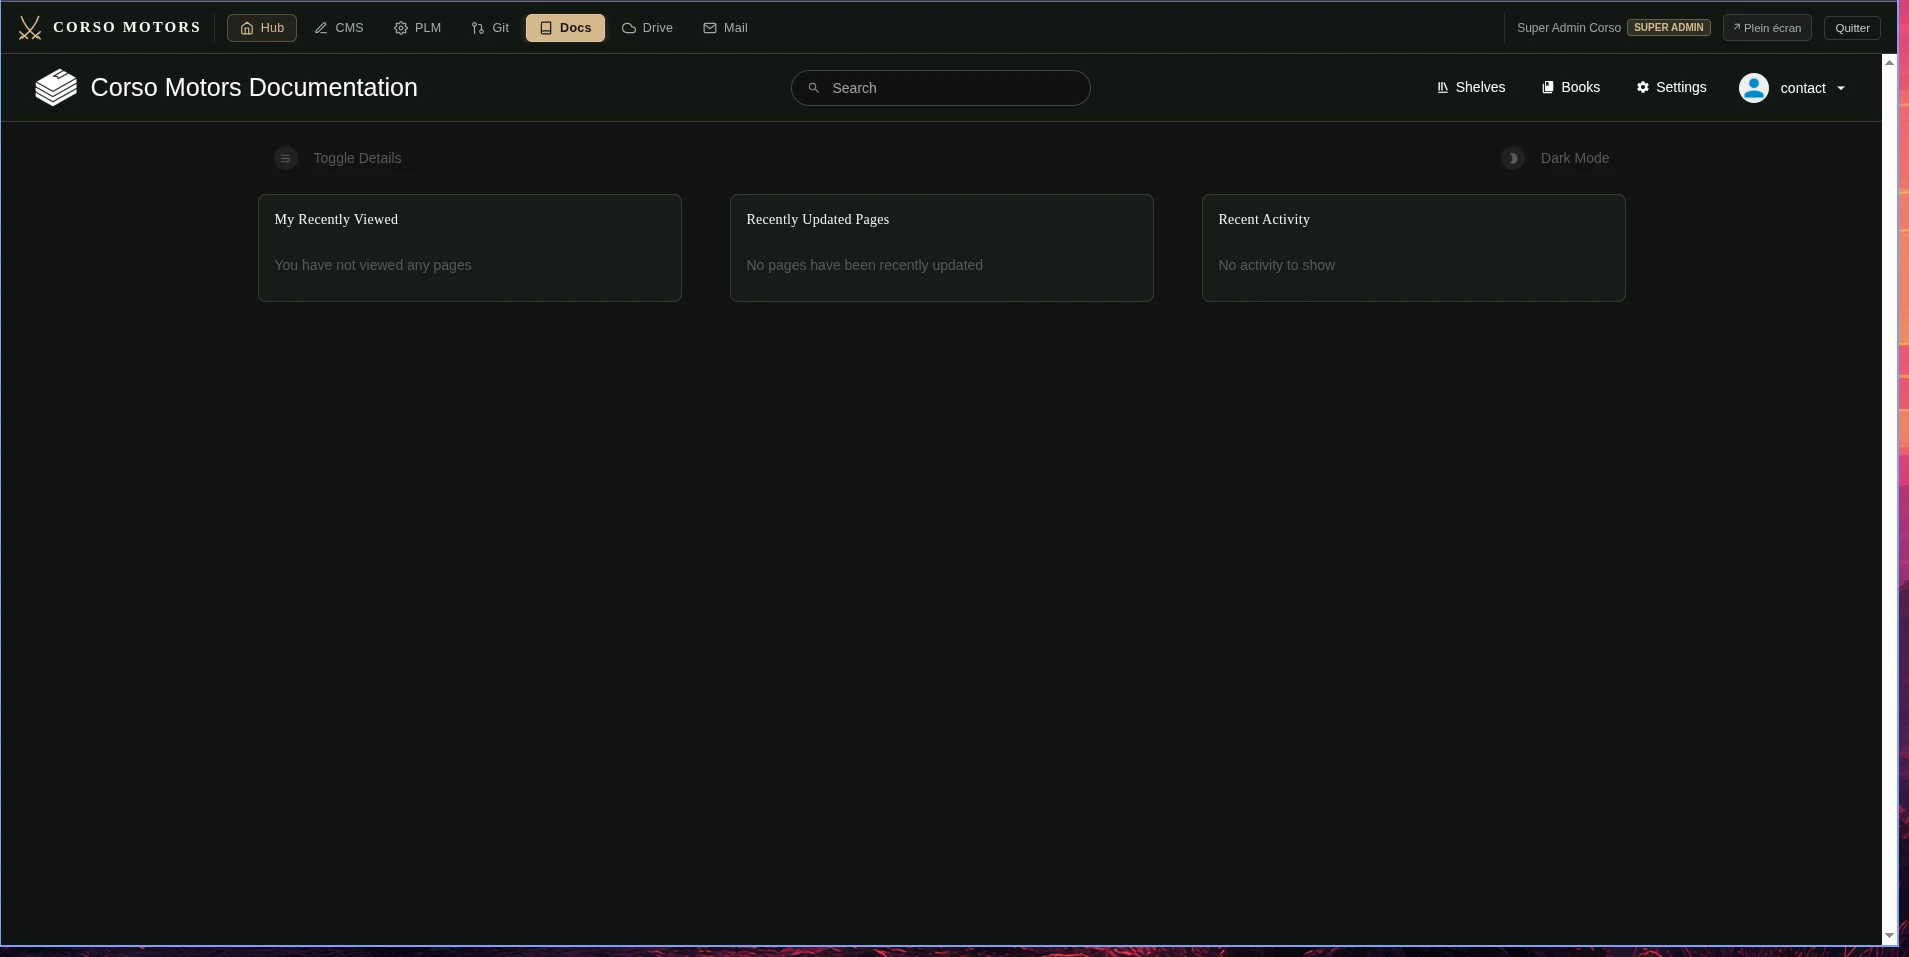 CORSO MOTORS Hub CMS PLM Git Docs Drive Mail Super Admin Corso SUPER ADMIN Plein écran Quitter
Corso Motors Documentation Search Shelves Books Settings contact
Toggle Details Dark Mode
My Recently Viewed
You have not viewed any pages
Recently Updated Pages
No pages have been recently updated
Recent Activity
No activity to show